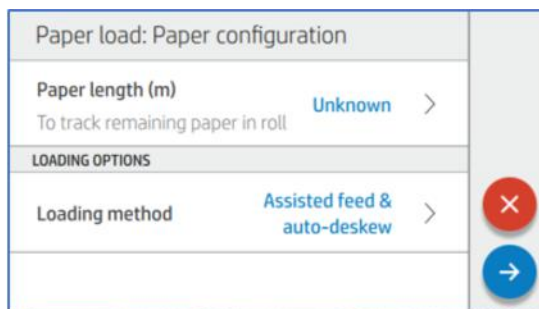 Paper load: Paper configuration
Paper length (m)
Unknown
To track remaining paper in roll
LOADING OPTIONS
Loading method
Assisted feed &
auto-deskew